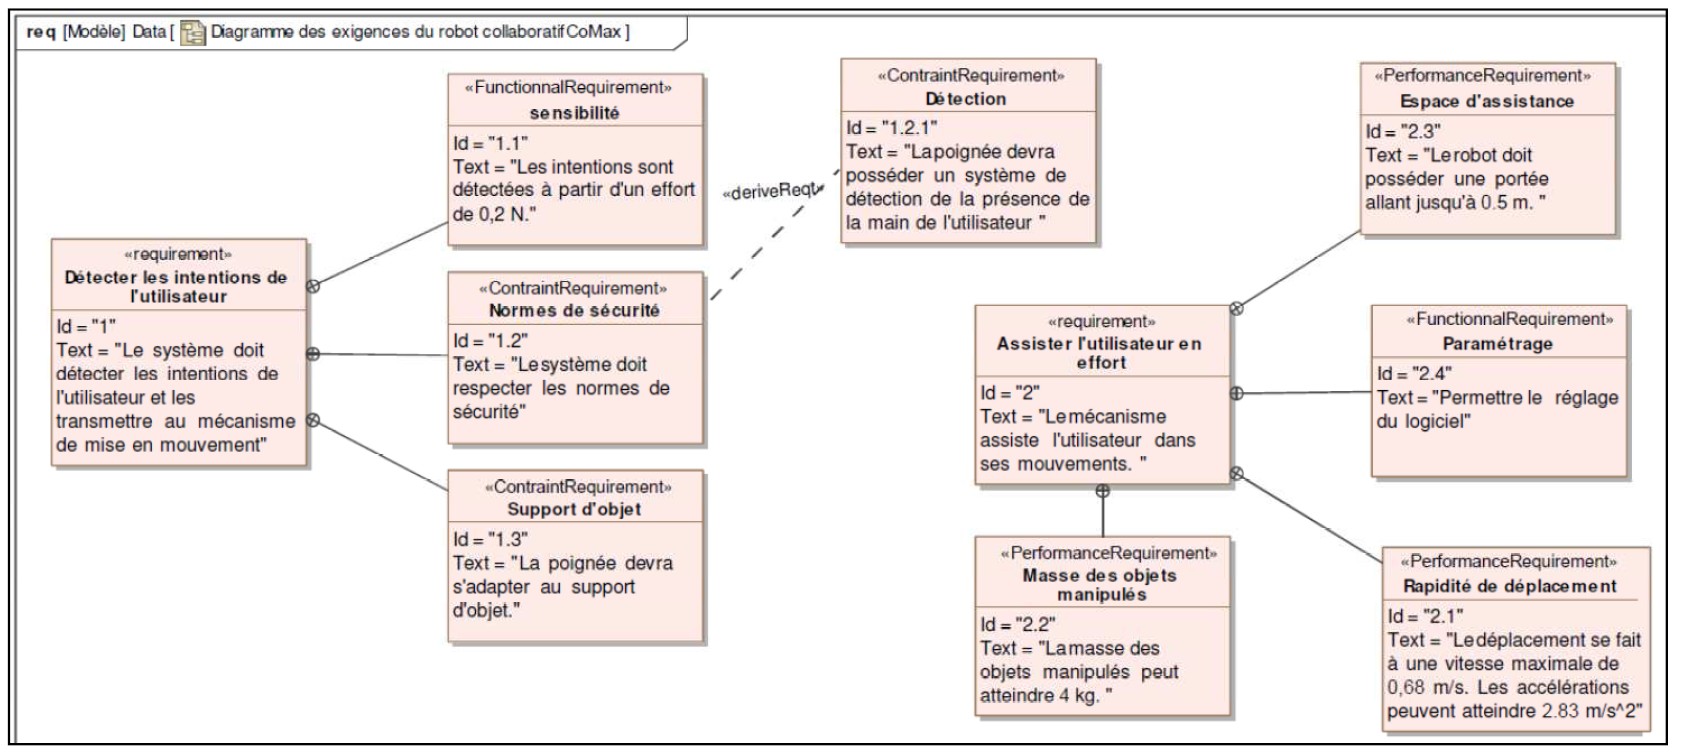 req [Modèle] Data [ Diagramme des exigences du robot collaboratif CoMax ]
«requirement»
Détecter les intentions de
l'utilisateur
Id = "1"
Text = "Le système doit
détecter les intentions de
l'utilisateur et les
transmettre au mécanisme
de mise en mouvement"
«FunctionnalRequirement»
sensibilité
Id = "1.1"
Text = "Les intentions sont
détectées à partir d'un effort
de 0,2 N."
«ContraintRequirement»
Normes de sécurité
Id = "1.2"
Text = "Le système doit
respecter les normes de
sécurité"
«ContraintRequirement»
Support d'objet
Id = "1.3"
Text = "La poignée devra
s'adapter au support
d'objet."
«deriveReqt»
«ContraintRequirement»
Détection
Id = "1.2.1"
Text = "La poignée devra
posséder un système de
détection de la présence de
la main de l'utilisateur "
«requirement»
Assister l'utilisateur en
effort
Id = "2"
Text = "Le mécanisme
assiste l'utilisateur dans
ses mouvements. "
«PerformanceRequirement»
Masse des objets
manipulés
Id = "2.2"
Text = "La masse des
objets manipulés peut
atteindre 4 kg. "
«PerformanceRequirement»
Espace d'assistance
Id = "2.3"
Text = "Le robot doit
posséder une portée
allant jusqu'à 0.5 m. "
«FunctionnalRequirement»
Paramétrage
Id = "2.4"
Text = "Permettre le réglage
du logiciel"
«PerformanceRequirement»
Rapidité de déplacement
Id = "2.1"
Text = "Le déplacement se fait
à une vitesse maximale de
0,68 m/s. Les accélérations
peuvent atteindre 2.83 m/s^2"